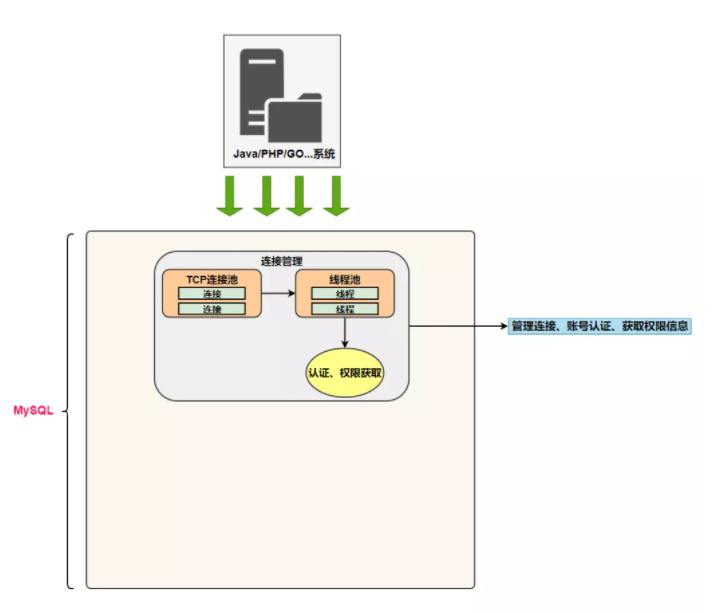 Java/PHP/GO...系统
连接管理
TCP连接池
连接
连接
线程池
线程
线程
认证、权限获取
管理连接、账号认证、获取权限信息
MySQL